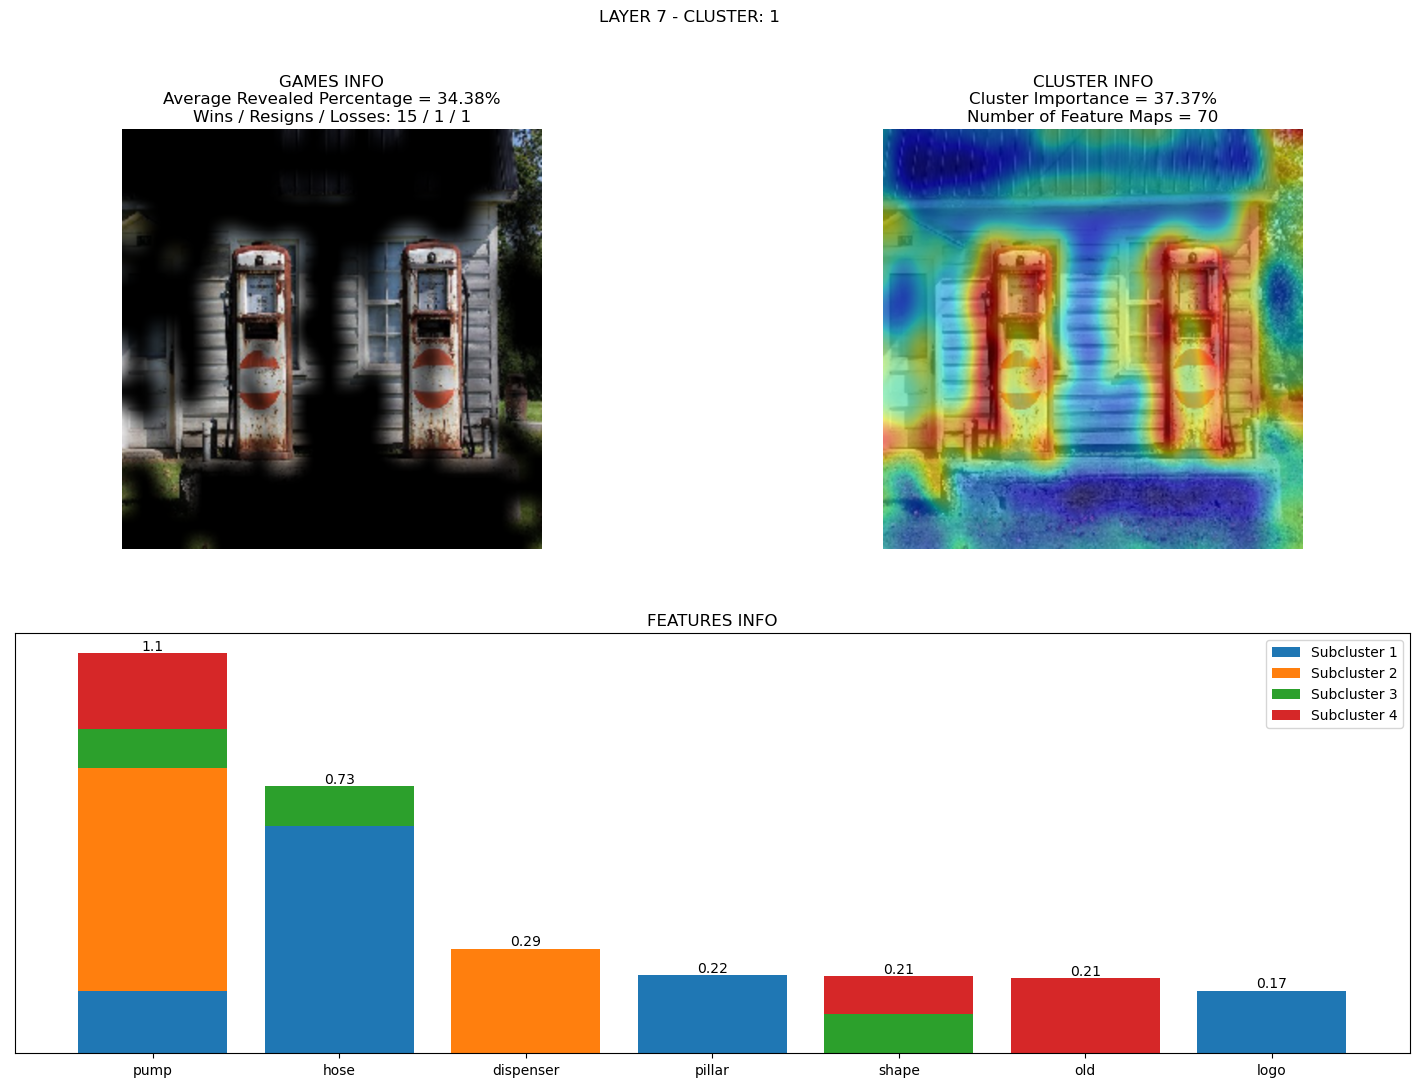 LAYER 7 - CLUSTER: 1
GAMES INFO
Average Revealed Percentage = 34.38%
Wins / Resigns / Losses: 15 / 1 / 1
CLUSTER INFO
Cluster Importance = 37.37%
Number of Feature Maps = 70
FEATURES INFO
1.1
0.73
0.29
0.22
0.21
0.21
0.17
Subcluster 1
Subcluster 2
Subcluster 3
Subcluster 4
pump
hose
dispenser
pillar
shape
old
logo